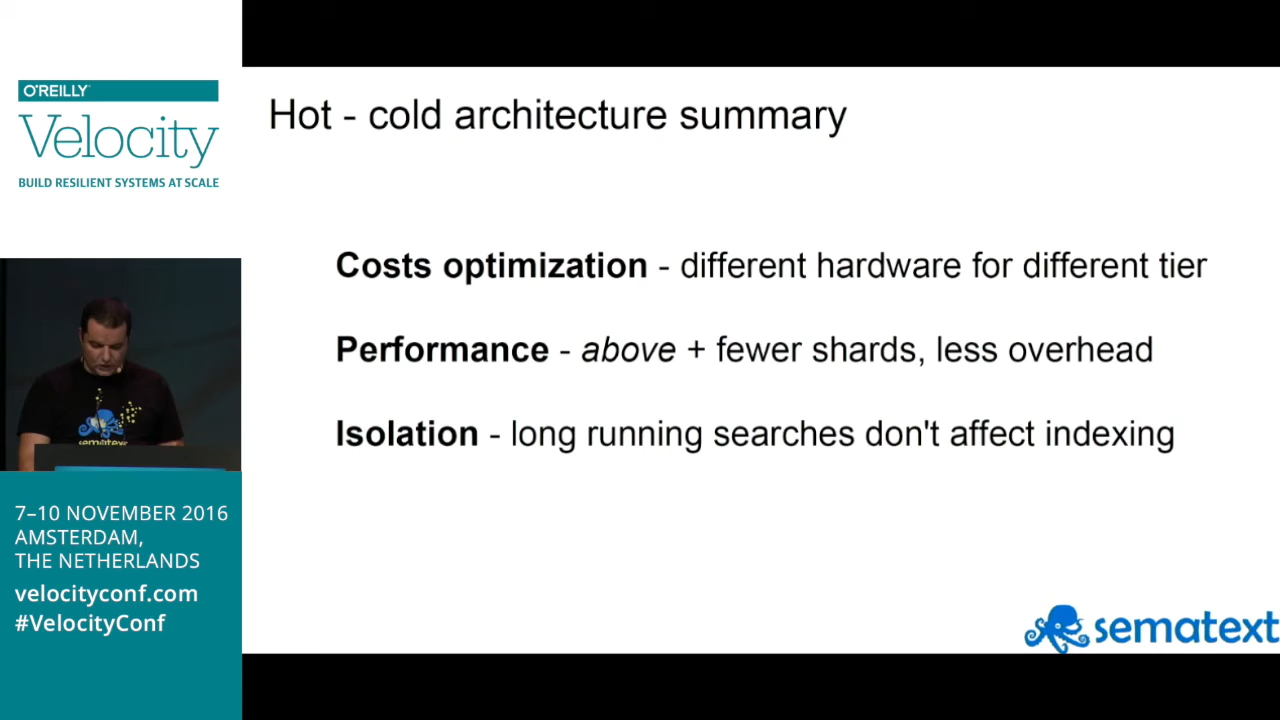 O'REILLY
Velocity
BUILD RESILIENT SYSTEMS AT SCALE
Hot - cold architecture summary
Costs optimization - different hardware for different tier
Performance - above + fewer shards, less overhead
Isolation - long running searches don't affect indexing
sematext
7–10 NOVEMBER 2016
AMSTERDAM,
THE NETHERLANDS
velocityconf.com
#VelocityConf
sematext